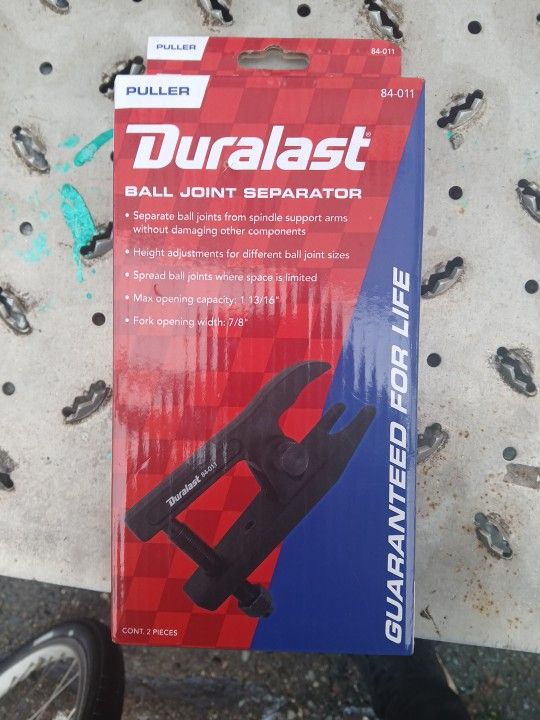 PULLER
84-011
PULLER
84-011
Duralast®
BALL JOINT SEPARATOR
• Separate ball joints from spindle support arms
without damaging other components
• Height adjustments for different ball joint sizes
• Spread ball joints where space is limited
• Max opening capacity: 1 13/16"
• Fork opening width: 7/8"
GUARANTEED FOR LIFE
Duralast 84-011
CONT. 2 PIECES